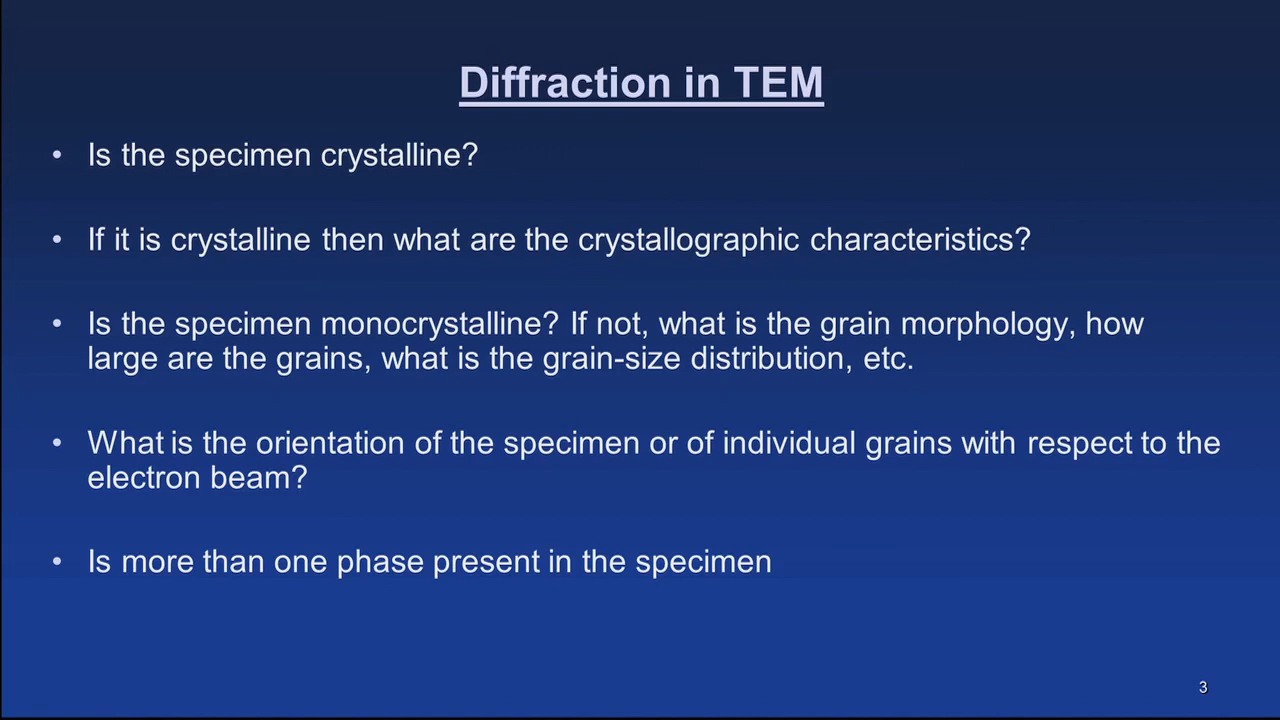 Diffraction in TEM
• Is the specimen crystalline?
• If it is crystalline then what are the crystallographic characteristics?
• Is the specimen monocrystalline? If not, what is the grain morphology, how
large are the grains, what is the grain-size distribution, etc.
• What is the orientation of the specimen or of individual grains with respect to the
electron beam?
• Is more than one phase present in the specimen
3